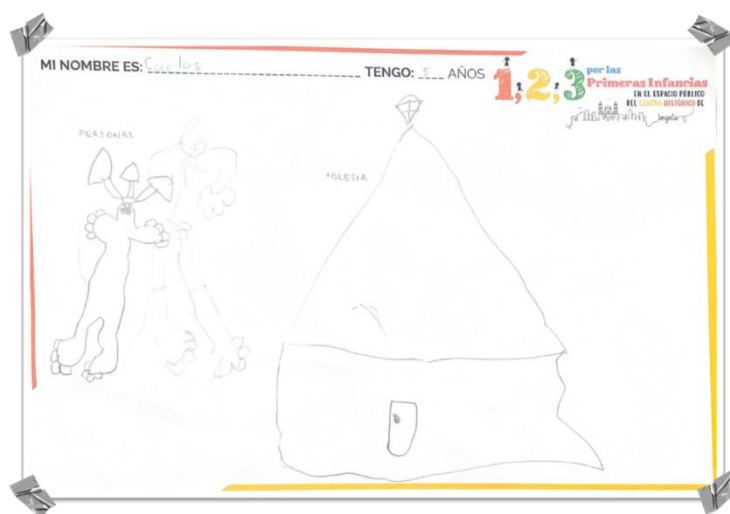 MI NOMBRE ES: Carlos
TENGO: 5 AÑOS
1, 2, 3 por las
Primeras Infancias
EN EL ESPACIO PÚBLICO
DEL CENTRO HISTÓRICO DE
bogotá
PERSONAS
IGLESIA